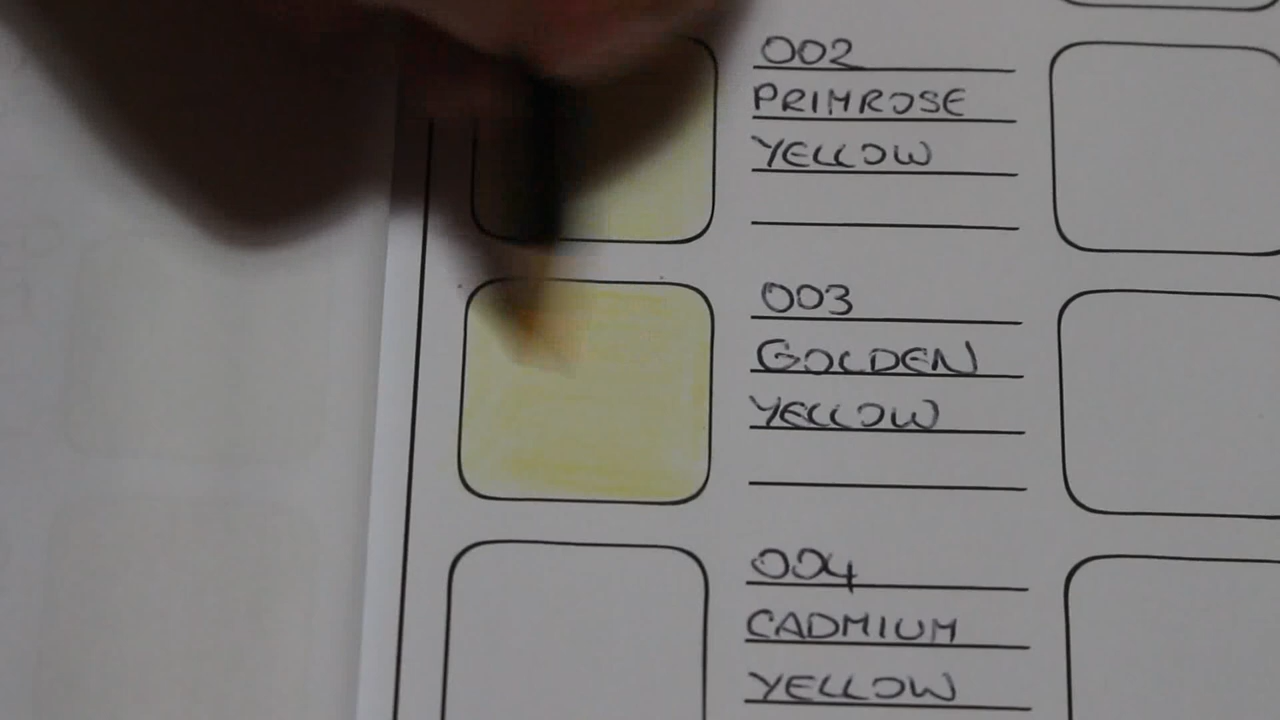 002
PRIMROSE
YELLOW
003
GOLDEN
YELLOW
004
CADMIUM
YELLOW